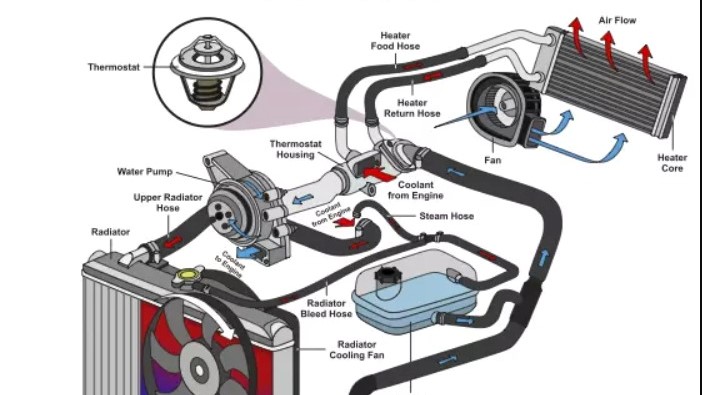 Air Flow
Heater
Food Hose
Thermostat
Heater
Return Hose
Thermostat
Housing
Fan
Heater
Core
Water Pump
Coolant
from Engine
Upper Radiator
Hose
Coolant
from Engine
Steam Hose
Radiator
Coolant
to Engine
Radiator
Bleed Hose
Radiator
Cooling Fan